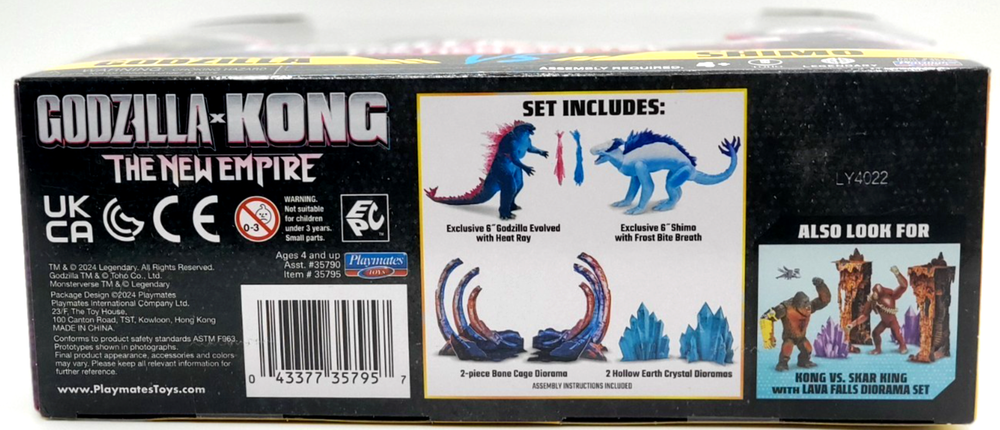 GODZILLA
VS
SHIMO
WARNING:
ASSEMBLY REQUIRED.
4+
LEGENDARY
GODZILLA x KONG
THE NEW EMPIRE
UK
CA
CE
0-3
WARNING.
Not suitable
for children
under 3 years.
Small parts.
EC
PC
Ages 4 and up
Asst. #35790
Item # 35795
Playmates
TOYS
TM & © 2024 Legendary. All Rights Reserved.
Godzilla TM & © Toho Co., Ltd.
Monsterverse TM & © Legendary
Package Design ©2024 Playmates
Playmates International Company Ltd.
23/F, The Toy House,
100 Canton Road, TST, Kowloon, Hong Kong
MADE IN CHINA.
Conforms to product safety standards ASTM F963.
Prototypes shown in photographs.
Final product appearance, accessories and colors
may vary. Please keep all relevant information for
further reference.
www.PlaymatesToys.com
0 43377 35795 7
SET INCLUDES:
Exclusive 6" Godzilla Evolved
with Heat Ray
Exclusive 6" Shimo
with Frost Bite Breath
2-piece Bone Cage Diorama
2 Hollow Earth Crystal Dioramas
ASSEMBLY INSTRUCTIONS INCLUDED
LY4022
ALSO LOOK FOR
KONG VS. SKAR KING
WITH LAVA FALLS DIORAMA SET